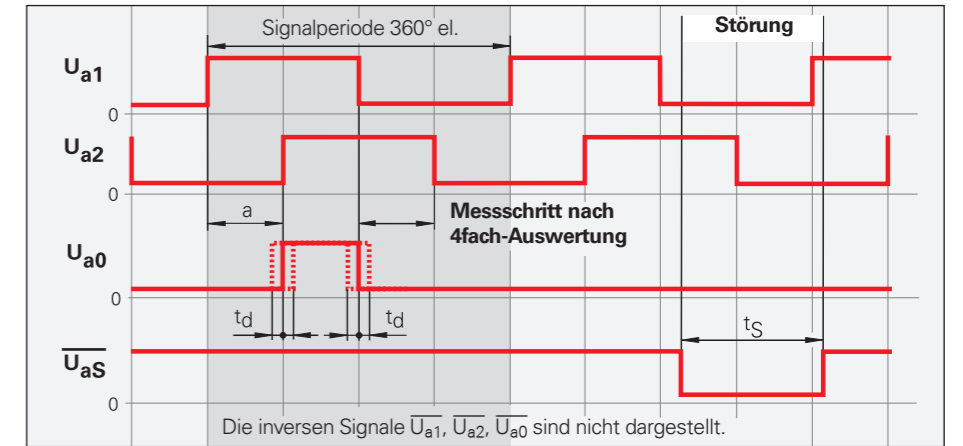 Signalperiode 360° el.
Störung
Ua1
0
Ua2
0
a
Messschritt nach
4fach-Auswertung
Ua0
0
td
td
tS
UaS
0
Die inversen Signale Ua1, Ua2, Ua0 sind nicht dargestellt.